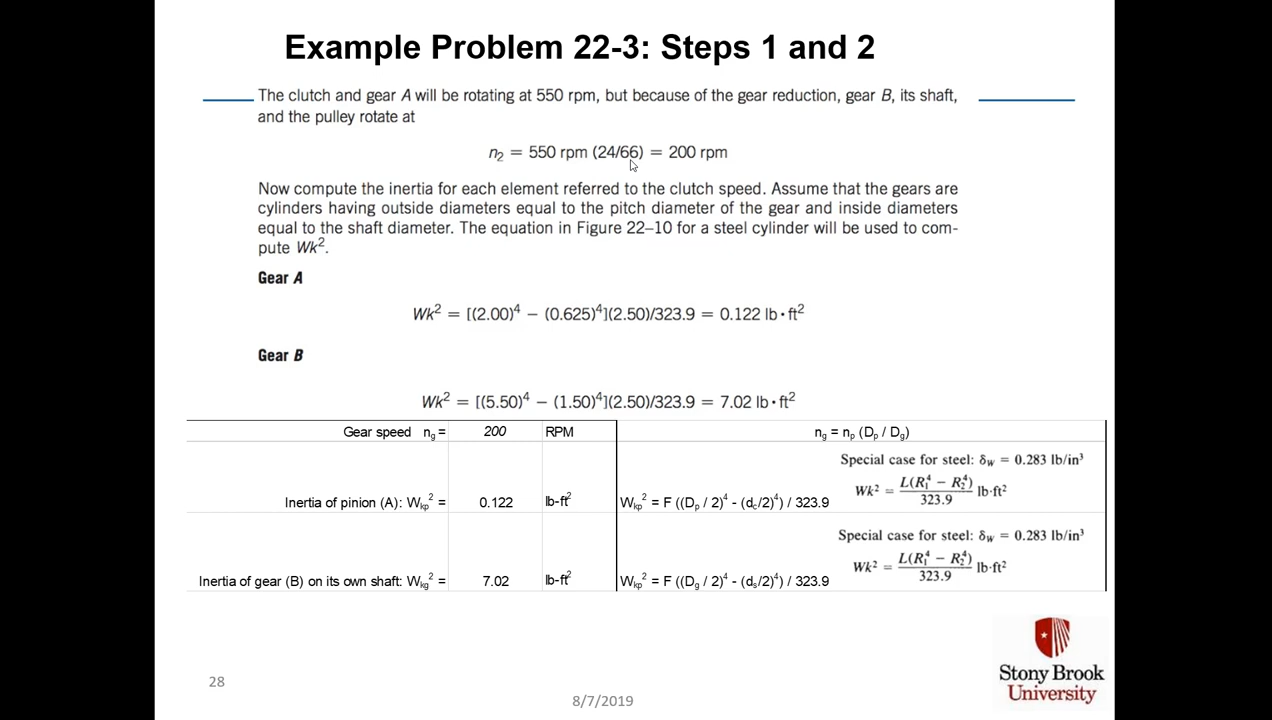 Example Problem 22-3: Steps 1 and 2
The clutch and gear A will be rotating at 550 rpm, but because of the gear reduction, gear B, its shaft,
and the pulley rotate at
n₂ = 550 rpm (24/66) = 200 rpm
Now compute the inertia for each element referred to the clutch speed. Assume that the gears are
cylinders having outside diameters equal to the pitch diameter of the gear and inside diameters
equal to the shaft diameter. The equation in Figure 22–10 for a steel cylinder will be used to com-
pute Wk².
Gear A
Wk² = [(2.00)⁴ − (0.625)⁴](2.50)/323.9 = 0.122 lb·ft²
Gear B
Wk² = [(5.50)⁴ − (1.50)⁴](2.50)/323.9 = 7.02 lb·ft²
Gear speed n_g = 200 RPM n_g = n_p (D_p / D_g)
Special case for steel: δ_W = 0.283 lb/in³
Wk² = L(R₁⁴ − R₂⁴) / 323.9 lb·ft²
Inertia of pinion (A): W_kp² = 0.122 lb-ft² W_kp² = F ((D_p / 2)⁴ - (d_c/2)⁴) / 323.9
Special case for steel: δ_W = 0.283 lb/in³
Wk² = L(R₁⁴ − R₂⁴) / 323.9 lb·ft²
Inertia of gear (B) on its own shaft: W_kg² = 7.02 lb-ft² W_kp² = F ((D_g / 2)⁴ - (d_s/2)⁴) / 323.9
Stony Brook
University
28
8/7/2019